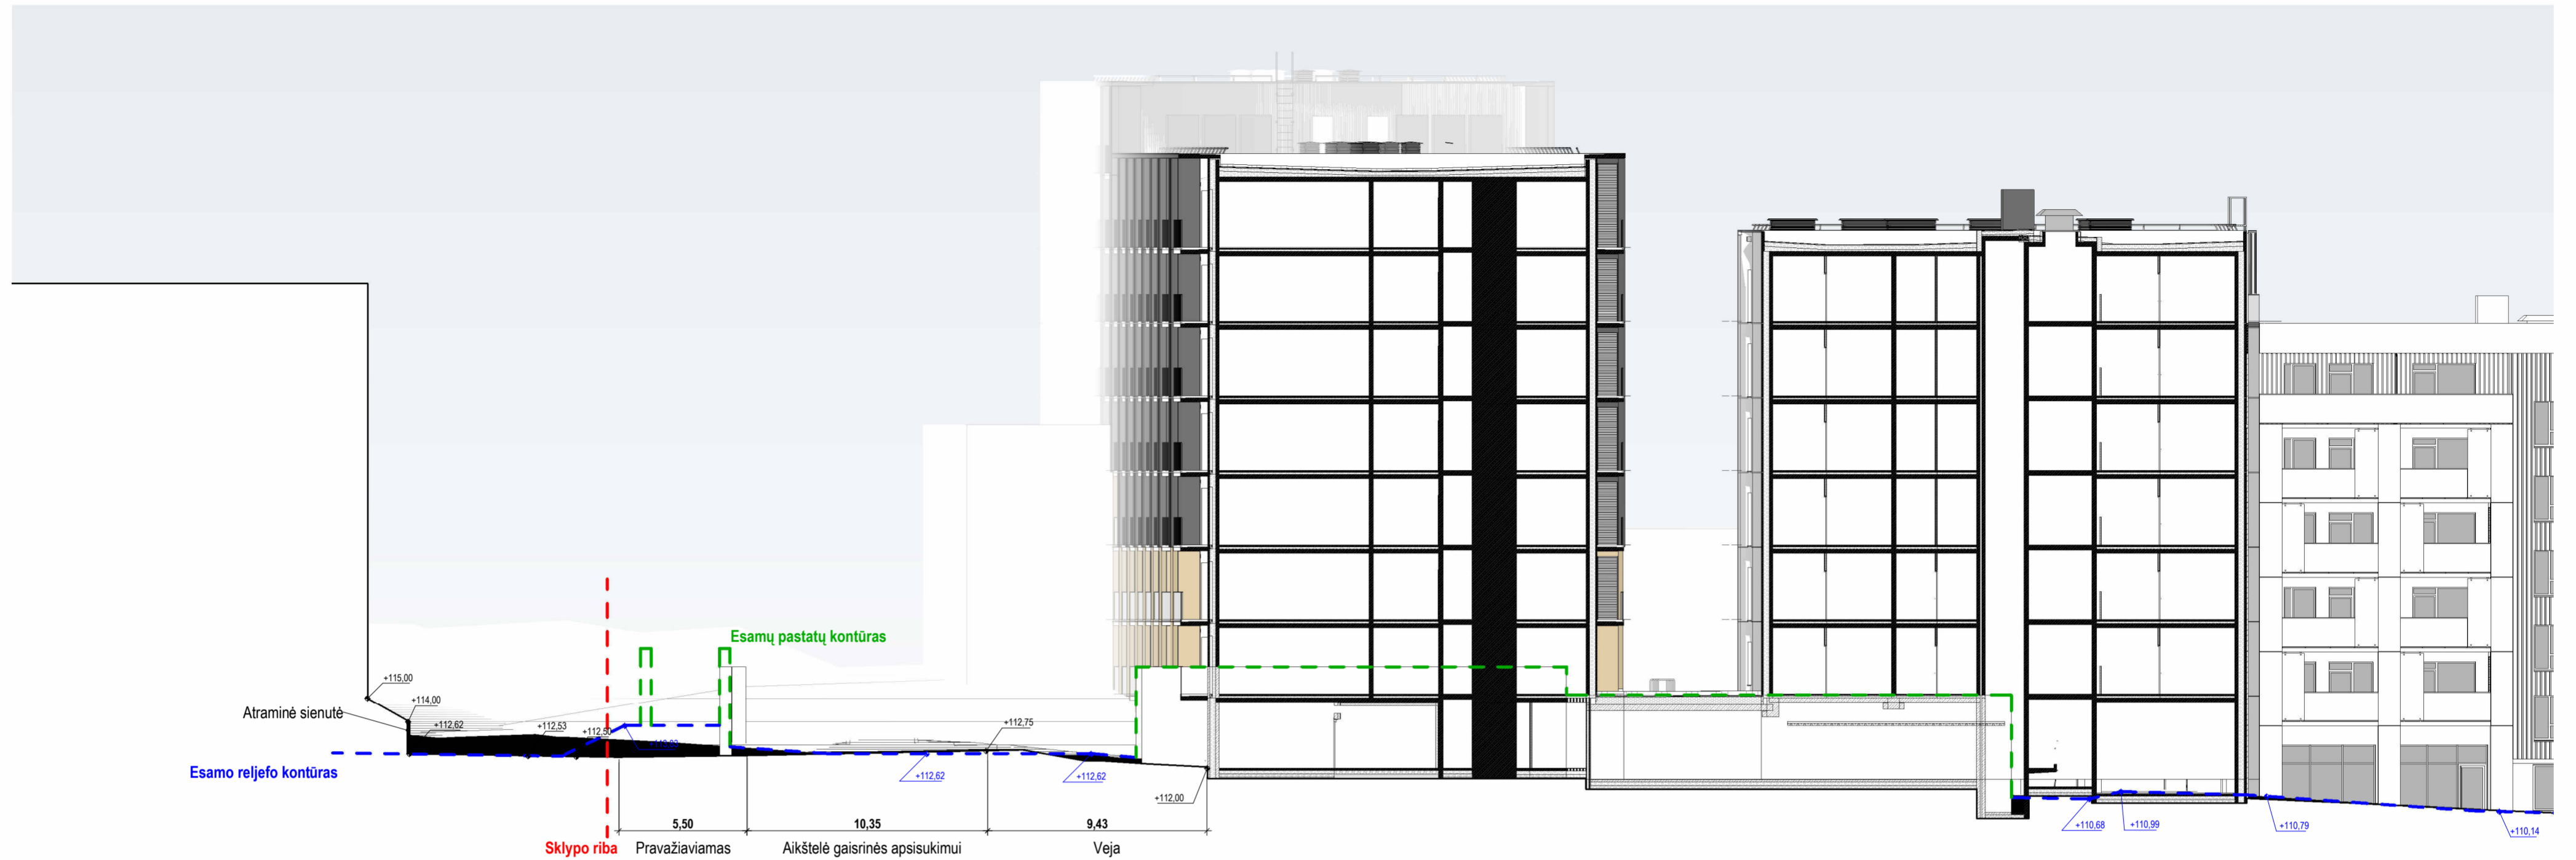 Esamų pastatų kontūras
+115,00
+114,00
Atraminė sienutė
+112,62
+112,53
+112,50
+112,75
Esamo reljefo kontūras
+112,62
+112,62
+112,00
5,50
10,35
9,43
Sklypo riba
Pravažiavimas
Aikštelė gaisrinės apsisukimui
Veja
+110,68
+110,99
+110,79
+110,14